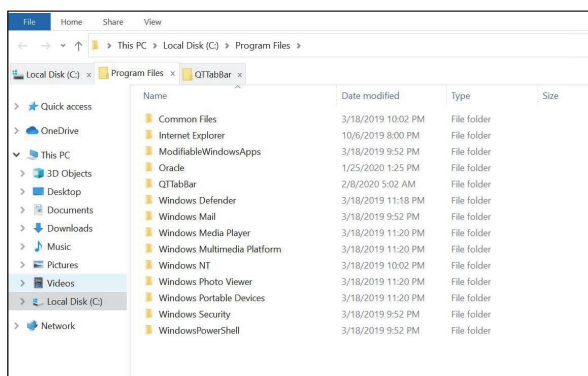 File Home Share View
This PC > Local Disk (C:) > Program Files >
Local Disk (C:) x Program Files x QTTabBar x
Name Date modified Type Size
Quick access
OneDrive
This PC
3D Objects
Desktop
Documents
Downloads
Music
Pictures
Videos
Local Disk (C:)
Network
Common Files 3/18/2019 10:02 PM File folder
Internet Explorer 10/6/2019 8:00 PM File folder
ModifiableWindowsApps 3/18/2019 9:52 PM File folder
Oracle 1/25/2020 1:25 PM File folder
QTTabBar 2/8/2020 5:02 AM File folder
Windows Defender 3/18/2019 11:18 PM File folder
Windows Mail 3/18/2019 9:52 PM File folder
Windows Media Player 3/18/2019 11:20 PM File folder
Windows Multimedia Platform 3/18/2019 11:20 PM File folder
Windows NT 3/18/2019 10:02 PM File folder
Windows Photo Viewer 3/18/2019 11:20 PM File folder
Windows Portable Devices 3/18/2019 11:20 PM File folder
Windows Security 3/18/2019 9:52 PM File folder
WindowsPowerShell 3/18/2019 9:52 PM File folder